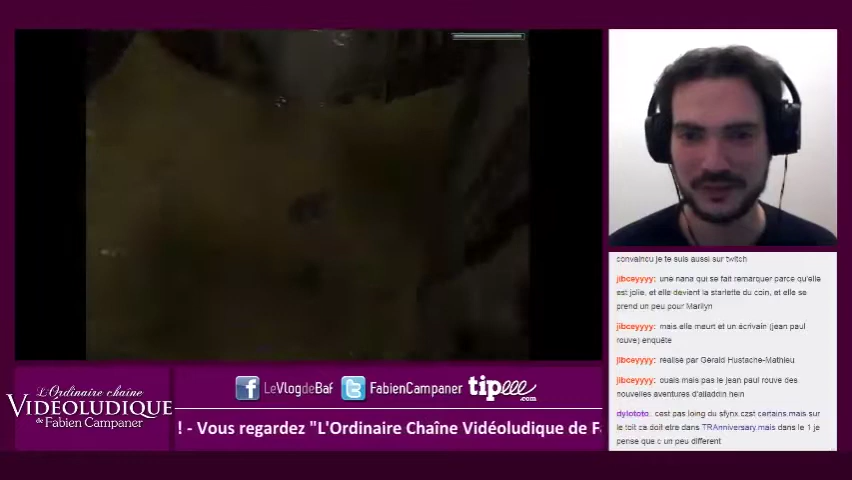 convaincu je te suis aussi sur twitch
jibceyyyy: une nana qui se fait remarquer parce qu'elle
est jolie, et elle devient la starlette du coin, et elle se
prend un peu pour Marilyn
jibceyyyy: mais elle meurt et un écrivain (jean paul
rouve) enquête
jibceyyyy: réalisé par Gérald Hustache-Mathieu
jibceyyyy: ouais mais pas le jean paul rouve des
nouvelles aventures d'alladdin hein
dylototo: cest pas loing du sfynx.czst certains.mais sur
le toit ca doit etre dans TRAnniversary.mais dans le 1 je
pense que c un peu different
LeVlogdeBaf FabienCampaner tipeee.com
L'Ordinaire chaîne
VIDÉOLUDIQUE
de Fabien Campaner
! - Vous regardez "L'Ordinaire Chaîne Vidéoludique de F